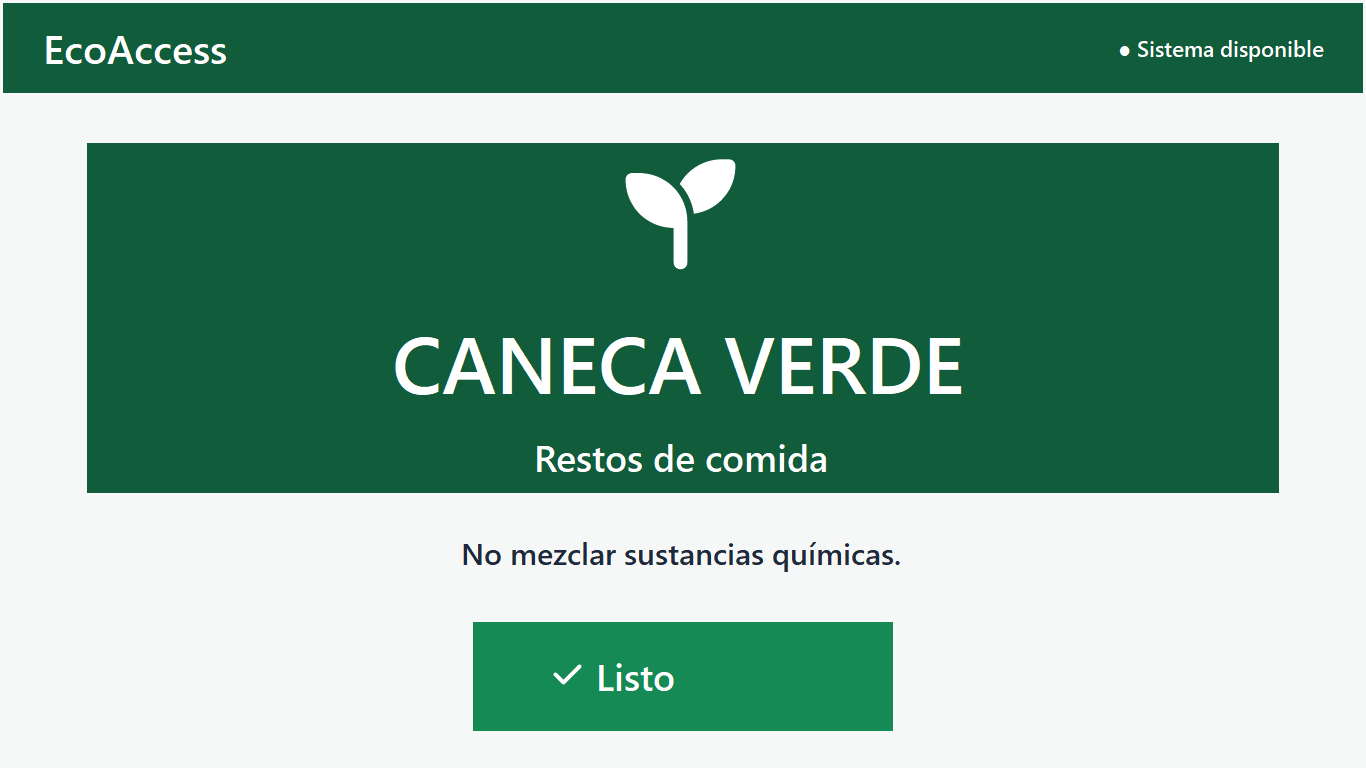 EcoAccess
● Sistema disponible
CANECA VERDE
Restos de comida
No mezclar sustancias químicas.
Listo